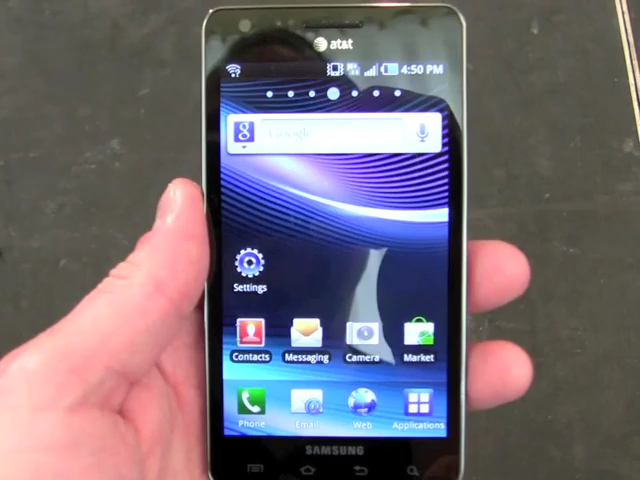 at&t
4:50 PM
g Google
Settings
Contacts Messaging Camera Market
Phone Email Web Applications
SAMSUNG